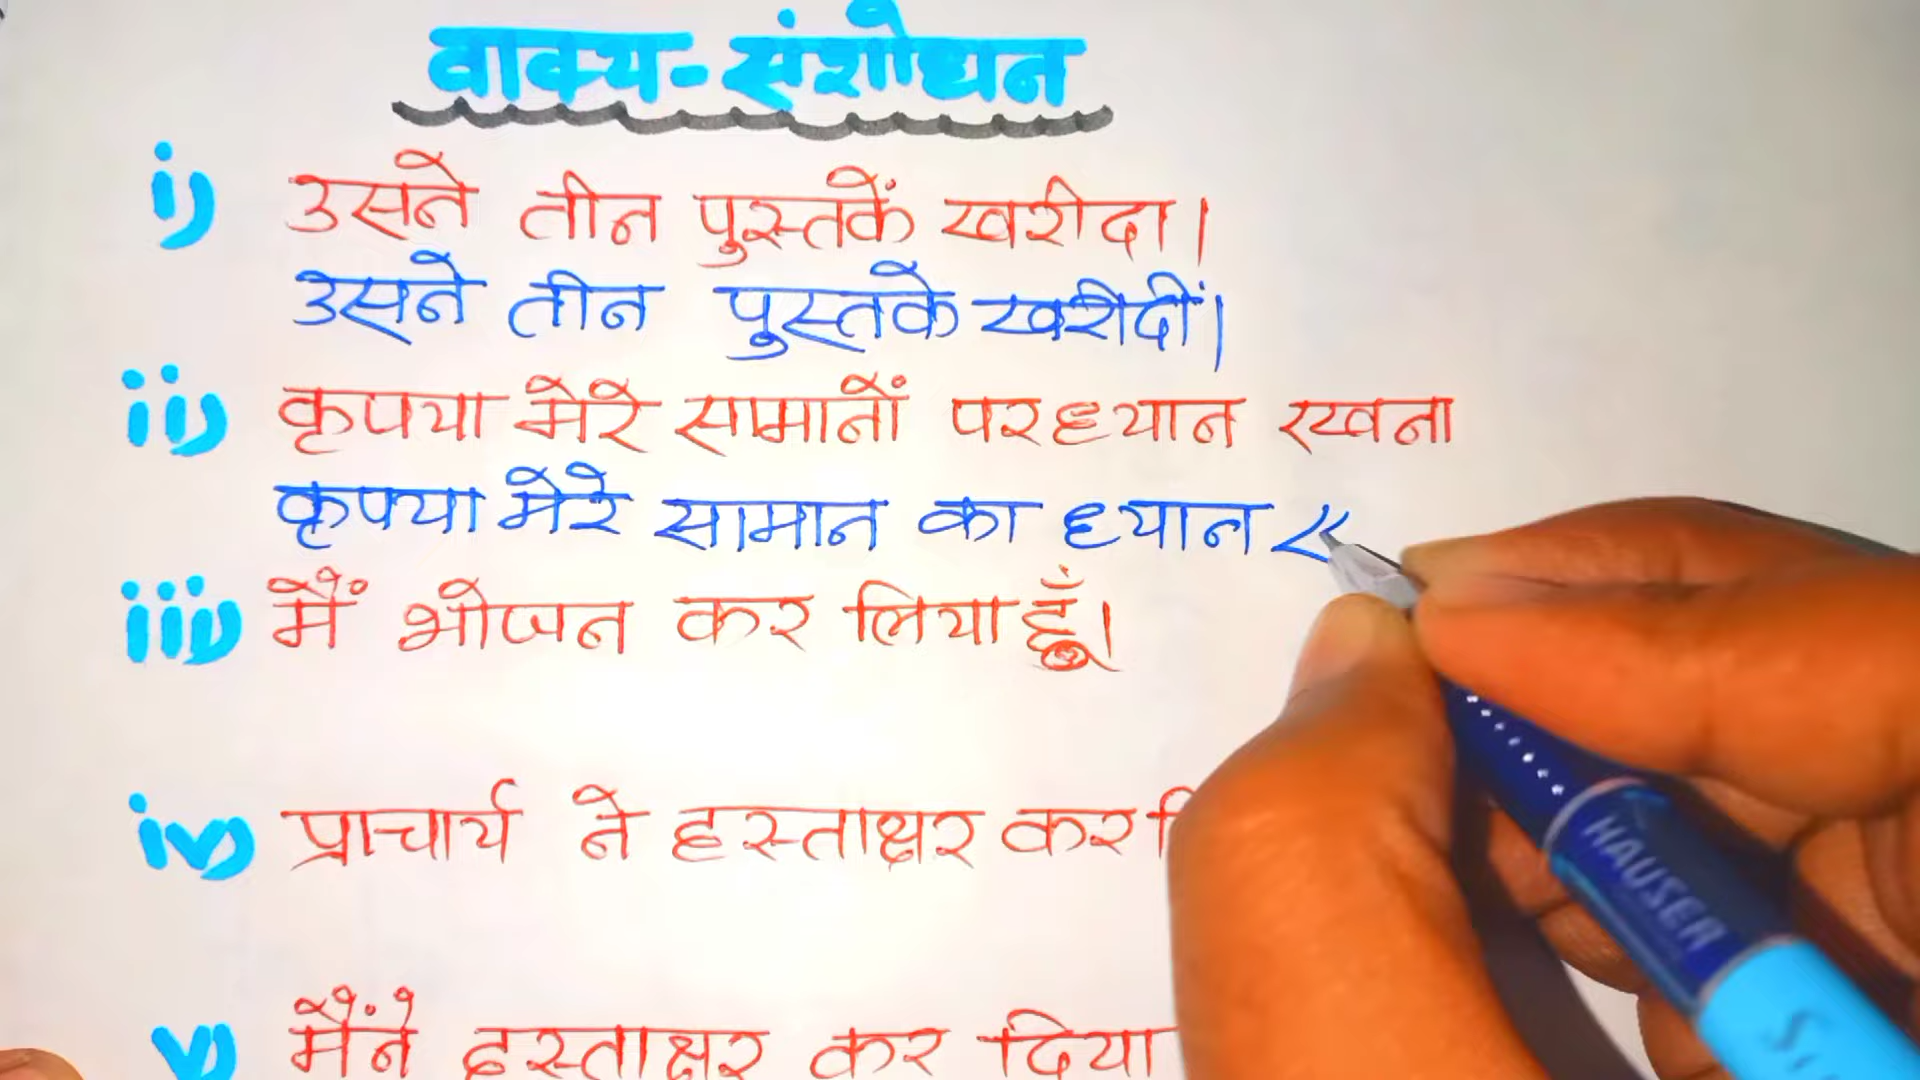 वाक्य-संशोधन
i) उसने तीन पुस्तकें खरीदा।
उसने तीन पुस्तके खरीदीं।
ii) कृपया मेरे सामानों पर ध्यान रखना
कृपया मेरे सामान का ध्यान
iii) मैं भोजन कर लिया हूँ।
iv) प्राचार्य ने हस्ताक्षर कर
v) मैंने हस्ताक्षर कर दिया
HAUSER